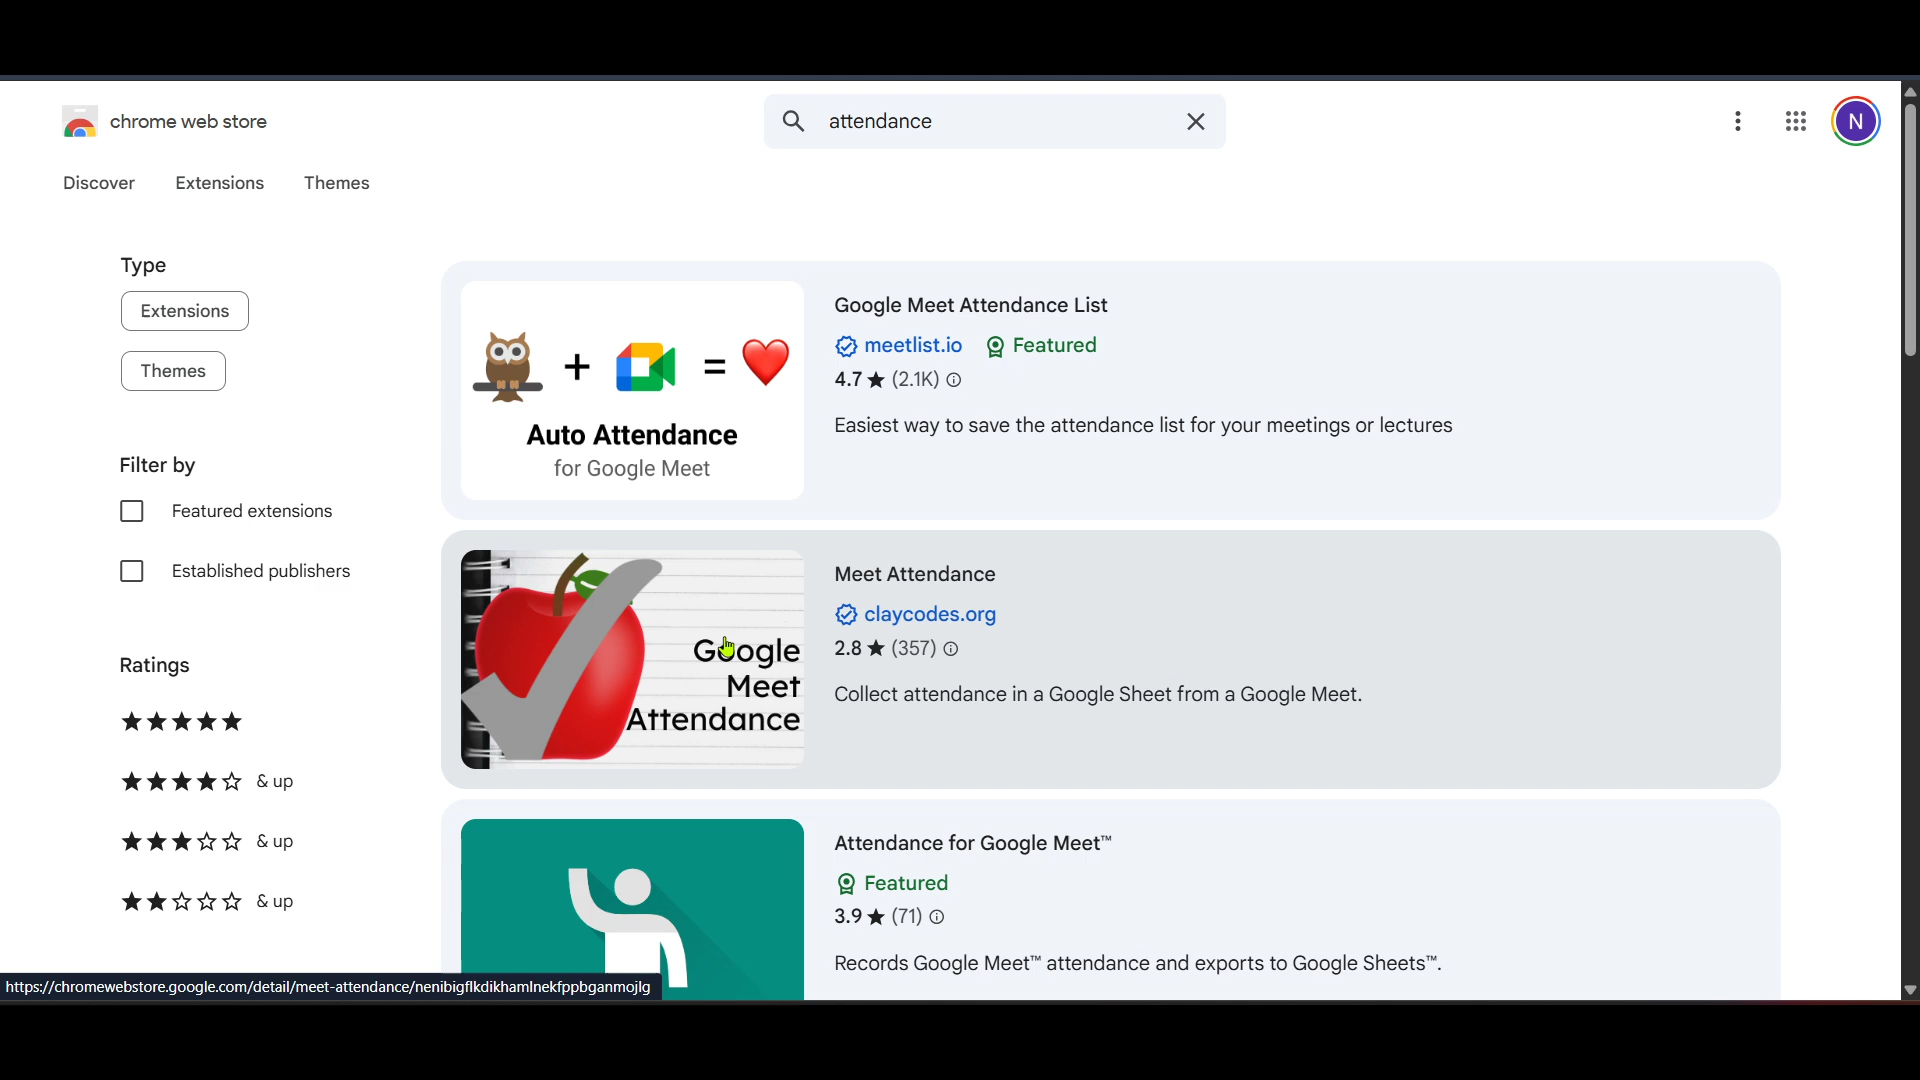 chrome web store
attendance
N
Discover
Extensions
Themes
Type
Extensions
Themes
Filter by
Featured extensions
Established publishers
Ratings
& up
& up
& up
Auto Attendance
for Google Meet
Google Meet Attendance List
meetlist.io Featured
4.7 ★ (2.1K)
Easiest way to save the attendance list for your meetings or lectures
Google
Meet
Attendance
Meet Attendance
claycodes.org
2.8 ★ (357)
Collect attendance in a Google Sheet from a Google Meet.
Attendance for Google Meet™
Featured
3.9 ★ (71)
Records Google Meet™ attendance and exports to Google Sheets™.
https://chromewebstore.google.com/detail/meet-attendance/nenibigflkdikhamlnekfppbganmojlg